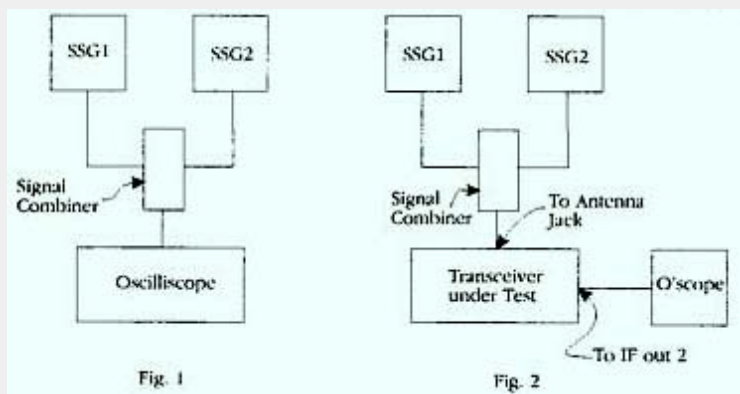 SSG1
SSG2
Signal
Combiner
Oscilliscope
Fig. 1
SSG1
SSG2
Signal
Combiner
To Antenna
Jack
Transceiver
under Test
O'scope
To IF out 2
Fig. 2